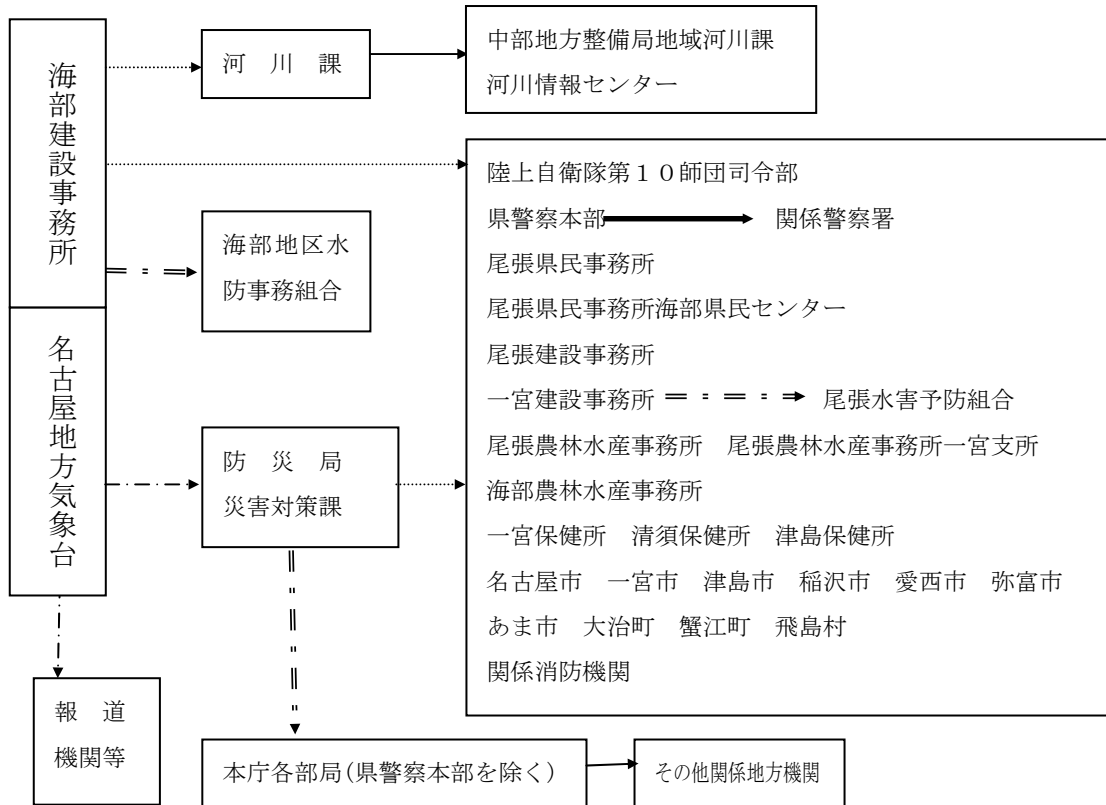 海部建設事務所
名古屋地方気象台
河　川　課
中部地方整備局地域河川課
河川情報センター
海部地区水
防事務組合
防　災　局
災害対策課
陸上自衛隊第１０師団司令部
県警察本部　関係警察署
尾張県民事務所
尾張県民事務所海部県民センター
尾張建設事務所
一宮建設事務所　尾張水害予防組合
尾張農林水産事務所　尾張農林水産事務所一宮支所
海部農林水産事務所
一宮保健所　清須保健所　津島保健所
名古屋市　一宮市　津島市　稲沢市　愛西市　弥富市
あま市　大治町　蟹江町　飛島村
関係消防機関
報　道
機関等
本庁各部局(県警察本部を除く)
その他関係地方機関